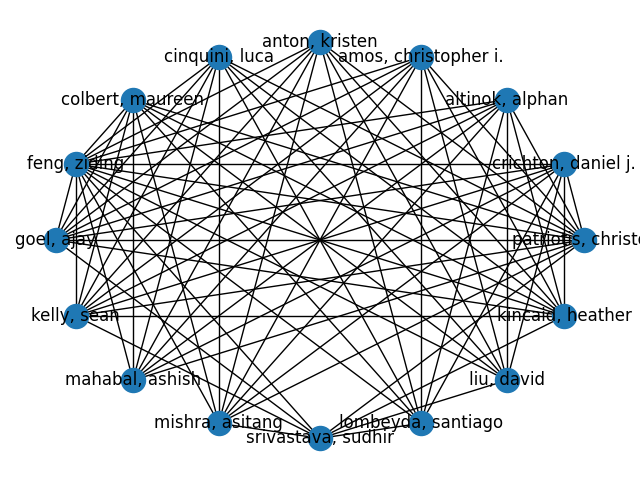 anton, kristen
cinquini, luca
amos, christopher i.
colbert, maureen
altinok, alphan
feng, ziding
crichton, daniel j.
goel, ajay
patriotis, christo
kelly, sean
kincaid, heather
mahabal, ashish
liu, david
mishra, asitang
lombeyda, santiago
srivastava, sudhir